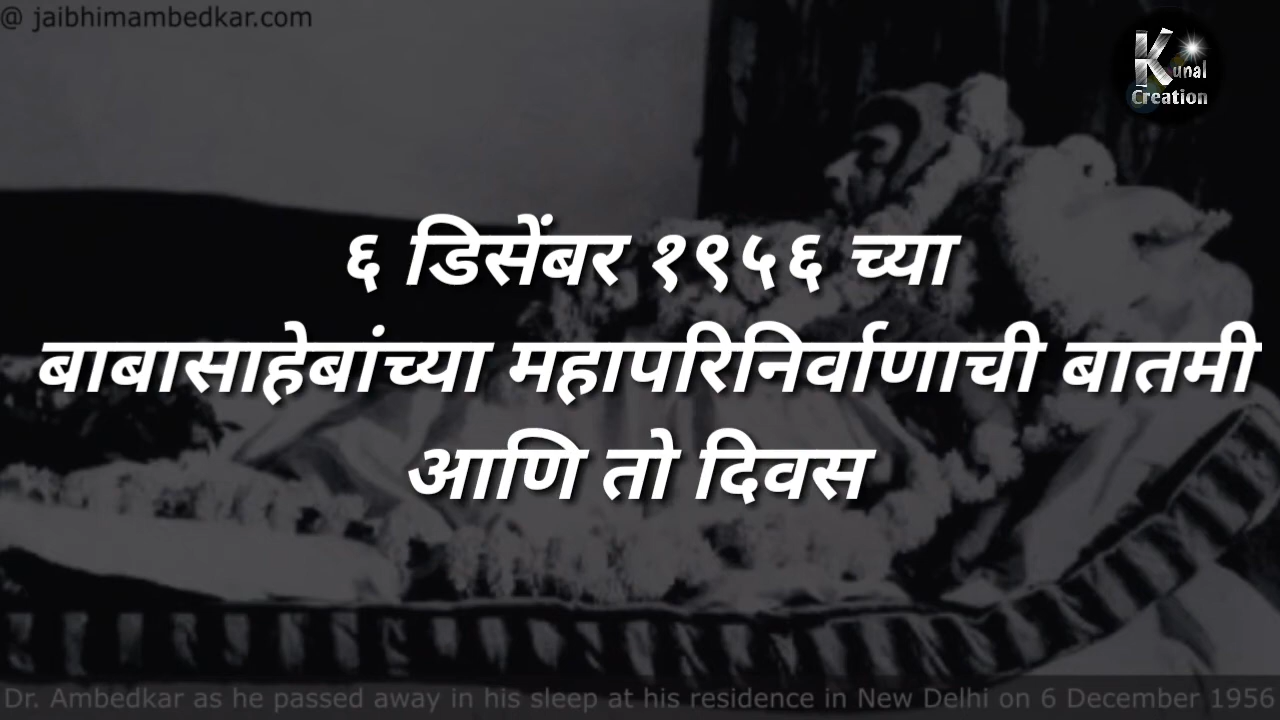 @ jaibhimambedkar.com
Kunal
Creation
६ डिसेंबर १९५६ च्या
बाबासाहेबांच्या महापरिनिर्वाणाची बातमी
आणि तो दिवस
Dr. Ambedkar as he passed away in his sleep at his residence in New Delhi on 6 December 1956